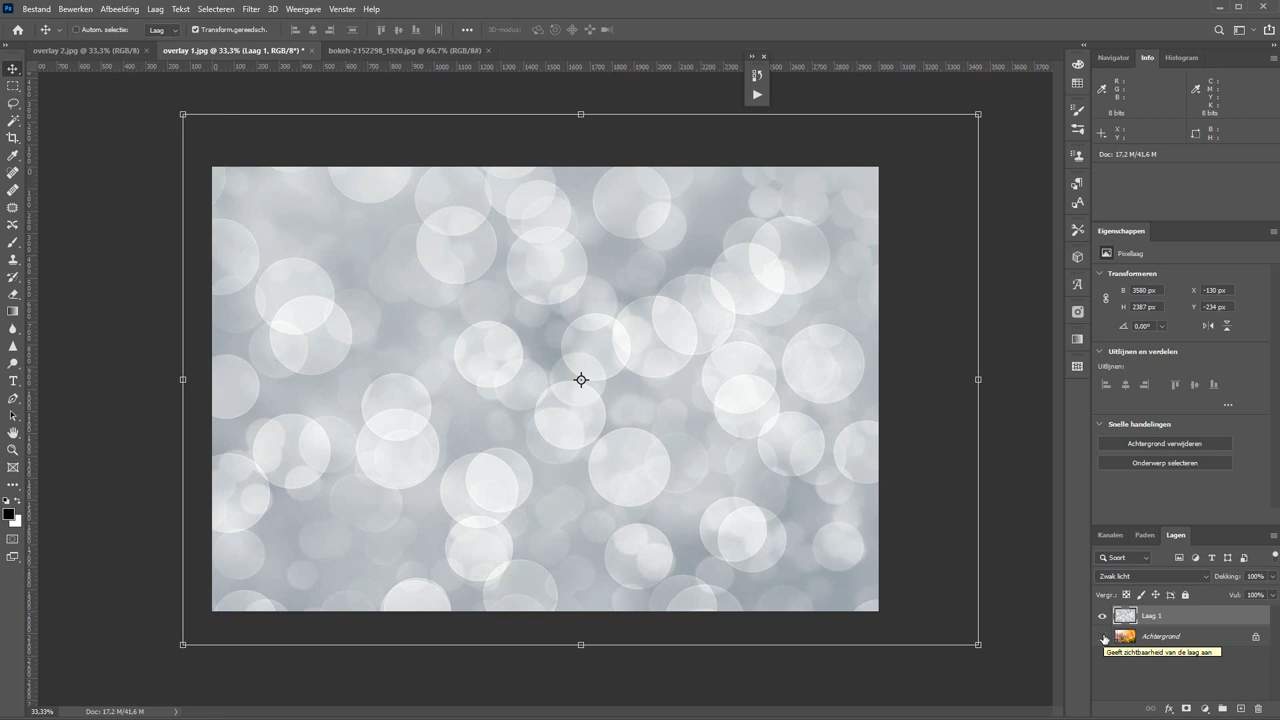 Ps Bestand Bewerken Afbeelding Laag Tekst Selecteren Filter 3D Weergave Venster Help
Autom. selectie: Laag Transform.gereedsch. 3D-modus:
overlay 2.jpg @ 33,3% (RGB/8) overlay 1.jpg @ 33,3% (Laag 1, RGB/8*) * bokeh-2152298_1920.jpg @ 66,7% (RGB/8#)
Navigator Info Histogram
R : C :
G : M :
B : Y :
K :
8 bits 8 bits
X : B :
Y : H :
Doc: 17,2 M/41,6 M
Eigenschappen
Pixellaag
Transformeren
B 3580 px X -130 px
H 2387 px Y -234 px
0,00°
Uitlijnen en verdelen
Uitlijnen:
Snelle handelingen
Achtergrond verwijderen
Onderwerp selecteren
Kanalen Paden Lagen
Soort
Zwak licht Dekking: 100%
Vergr.: Vul: 100%
Laag 1
Achtergrond
Geeft zichtbaarheid van de laag aan
33,33% Doc: 17,2 M/41,6 M